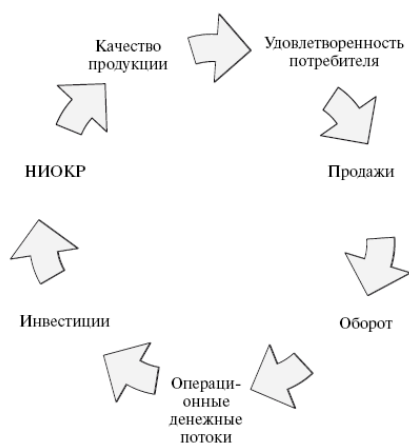 Качество
продукции
Удовлетворенность
потребителя
Продажи
Оборот
Операци-
онные
денежные
потоки
Инвестиции
НИОКР